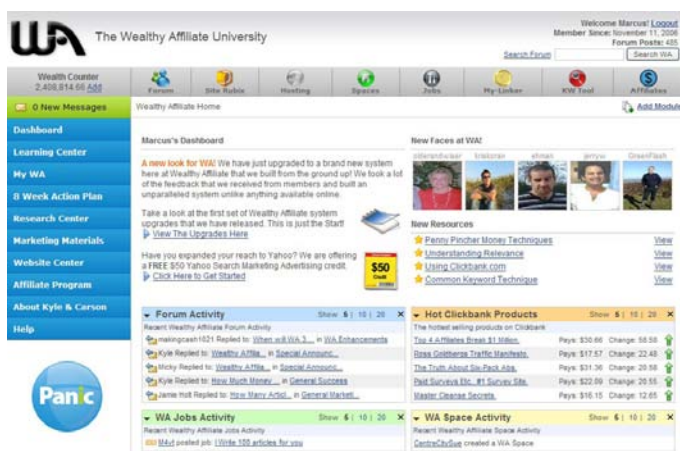 WA The Wealthy Affiliate University
Welcome Marcus! Logout
Member Since: November 11, 2006
Forum Posts: 485
Search Forum Search WA
Wealth Counter
2,408,814.66 Add
Forum Site Rubix Hosting Spaces Jobs My-Linker KW Tool Affiliates
0 New Messages
Wealthy Affiliate Home
Add Module
Dashboard
Learning Center
My WA
8 Week Action Plan
Research Center
Marketing Materials
Website Center
Affiliate Program
About Kyle & Carson
Help
Panic
Marcus's Dashboard
A new look for WA! We have just upgraded to a brand new system
here at Wealthy Affiliate that we built from the ground up! We took a lot
of the feedback that we received from members and built an
unparalleled system unlike anything available online.
Take a look at the first set of Wealthy Affiliate system
upgrades that we have released. This is just the Start!
View The Upgrades Here
Have you expanded your reach to Yahoo? We are offering
a FREE $50 Yahoo Search Marketing Advertising credit.
Click Here to Get Started
$50
Credit
New Faces at WA!
ehman jerryw GreenFlash
New Resources
Penny Pincher Money Techniques View
Understanding Relevance View
Using Clickbank.com View
Common Keyword Technique View
Forum Activity Show 5 | 10 | 20 X
Recent Wealthy Affiliate Forum Activity
makingcash1021 Replied to: When will WA 3.... in WA Enhancements
Kyle Replied to: Wealthy Affilia... in Special Announc...
Micky Replied to: Wealthy Affilia... in Special Announc...
Kyle Replied to: How Much Money ... in General Success
Jamie Holt Replied to: How Many Articl... in General Marketi...
Hot Clickbank Products Show 5 | 10 | 20 X
The hottest selling products on Clickbank
Top 4 Affiliates Break $1 Million. Pays: $30.66 Change: 58.58
Ross Goldbergs Traffic Manifesto. Pays: $17.57 Change: 22.48
The Truth About Six-Pack Abs. Pays: $31.36 Change: 20.58
Paid Surveys Etc.. #1 Survey Site. Pays: $22.09 Change: 20.55
Master Cleanse Secrets. Pays: $16.15 Change: 12.65
WA Jobs Activity Show 5 | 10 | 20 X
Recent Wealthy Affiliate Jobs Activity
posted job: I Write 100 articles for you
WA Space Activity Show 5 | 10 | 20 X
Recent Wealthy Affiliate Space Activity
CentreCitySue created a WA Space